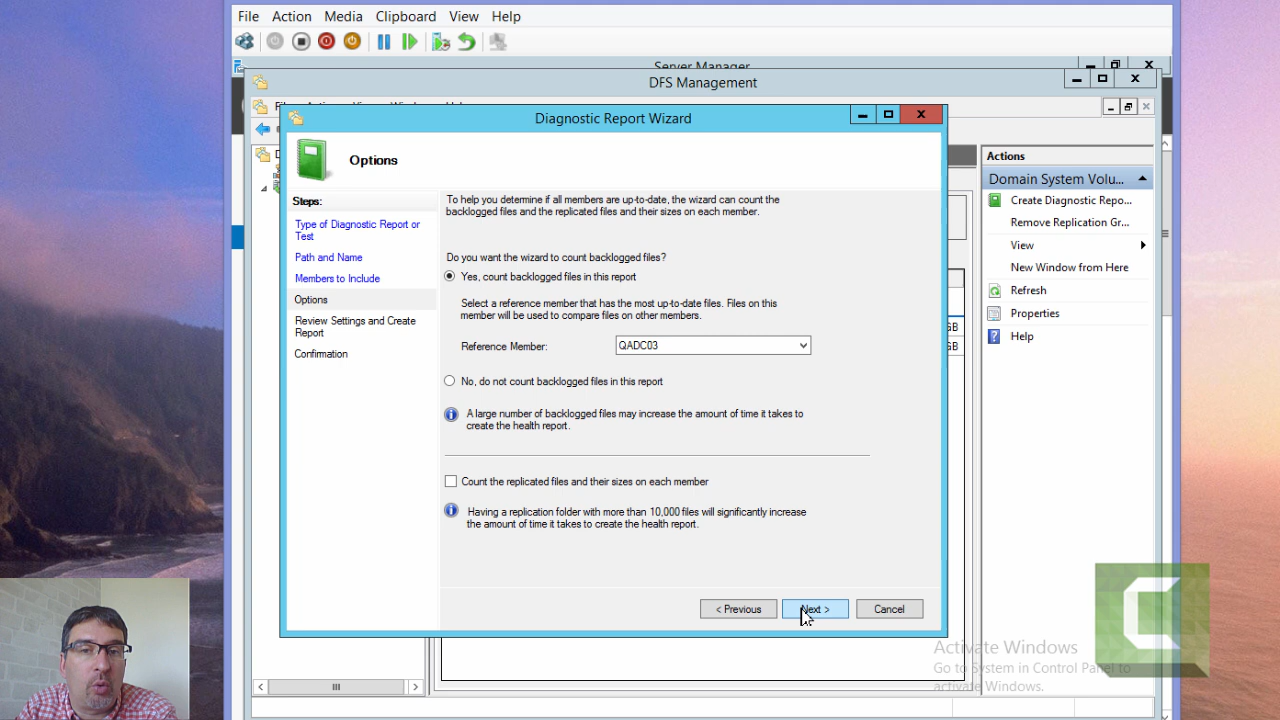 File Action Media Clipboard View Help
Server Manager
DFS Management
Diagnostic Report Wizard
Options
Steps:
Type of Diagnostic Report or
Test
Path and Name
Members to Include
Options
Review Settings and Create
Report
Confirmation
To help you determine if all members are up-to-date, the wizard can count the
backlogged files and the replicated files and their sizes on each member.
Do you want the wizard to count backlogged files?
Yes, count backlogged files in this report
Select a reference member that has the most up-to-date files. Files on this
member will be used to compare files on other members.
Reference Member: QADC03
No, do not count backlogged files in this report
A large number of backlogged files may increase the amount of time it takes to
create the health report.
Count the replicated files and their sizes on each member
Having a replication folder with more than 10,000 files will significantly increase
the amount of time it takes to create the health report.
< Previous Next > Cancel
Actions
Domain System Volu...
Create Diagnostic Repo...
Remove Replication Gr...
View
New Window from Here
Refresh
Properties
Help
GB
GB
Activate Windows
Go to System in Control Panel to
activate Windows.